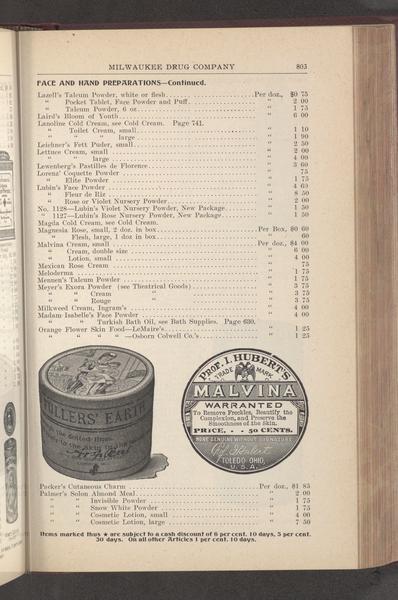 MILWAUKEE DRUG COMPANY 803
FACE AND HAND PREPARATIONS—Continued.
Lazell's Talcum Powder, white or flesh Per doz., $0 75
" Pocket Tablet, Face Powder and Puff " 2 00
" Talcum Powder, 6 oz " 1 75
Laird's Bloom of Youth " 6 00
Lanoline Cold Cream, see Cold Cream. Page 741.
" Toilet Cream, small " 1 10
" " " large " 1 90
Leichner's Fett Puder, small " 2 50
Lettuce Cream, small " 2 00
" " large " 4 00
Lewenberg's Pastilles de Florence " 3 60
Lorenz' Coquette Powder " 75
" Elite Powder " 1 75
Lubin's Face Powder " 4 60
" Fleur de Riz " 8 50
" Rose or Violet Powder " 2 00
No. 1128—Lubin's Violet Nursery Powder, New Package " 1 50
" 1127—Lubin's Rose Nursery Powder, New Package " 1 50
Magda Cold Cream, see Cold Cream.
Magnesia Rose, small, 2 doz. in box Per Box, $0 60
" Flesh, large, 1 doz in box " 60
Malvina Cream, small Per doz., $4 00
" Cream, double size " 6 00
" Lotion, small " 4 00
Mexican Rose Cream " 75
Meloderma " 1 75
Mennen's Talcum Powder " 1 75
Meyer's Exora Powder (see Theatrical Goods) " 3 75
" " Cream " " 3 75
" " Rouge " " 3 75
Milkweed Cream, Ingram's " 4 00
Madam Isabelle's Face Powder " 4 00
" " Turkish Bath Oil, see Bath Supplies. Page 630.
Orange Flower Skin Food—LeMaire's " 1 25
" " " " —Osborn Colwell Co.'s " 1 25
FULLERS' EARTH
PROF. I. HUBERT'S
TRADE MARK
MALVINA
WARRANTED
To Remove Freckles, Beautify the
Complexion, and Preserve the
Smoothness of the Skin.
PRICE, - - 50 CENTS.
NONE GENUINE WITHOUT SIGNATURE
TOLEDO, OHIO,
U. S. A.
Packer's Cutaneous Charm Per doz., $1 85
Palmer's Solon Almond Meal " 2 00
" " Invisible Powder " 1 75
" " Snow White Powder " 1 75
" " Cosmetic Lotion, small " 4 00
" " Cosmetic Lotion, large " 7 50
Items marked thus ★ are subject to a cash discount of 6 per cent. 10 days, 5 per cent.
30 days. On all other Articles 1 per cent. 10 days.